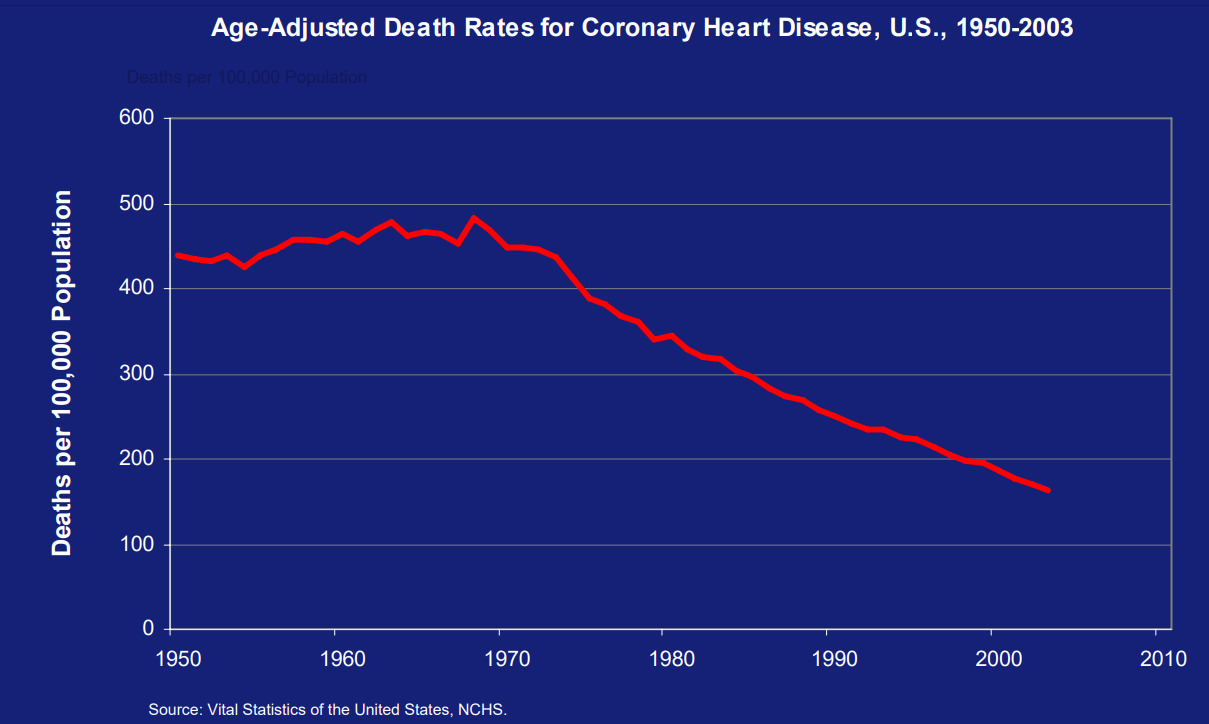 Age-Adjusted Death Rates for Coronary Heart Disease, U.S., 1950-2003
Deaths per 100,000 Population
600
500
400
300
200
100
0
Deaths per 100,000 Population
1950 1960 1970 1980 1990 2000 2010
Source: Vital Statistics of the United States, NCHS.